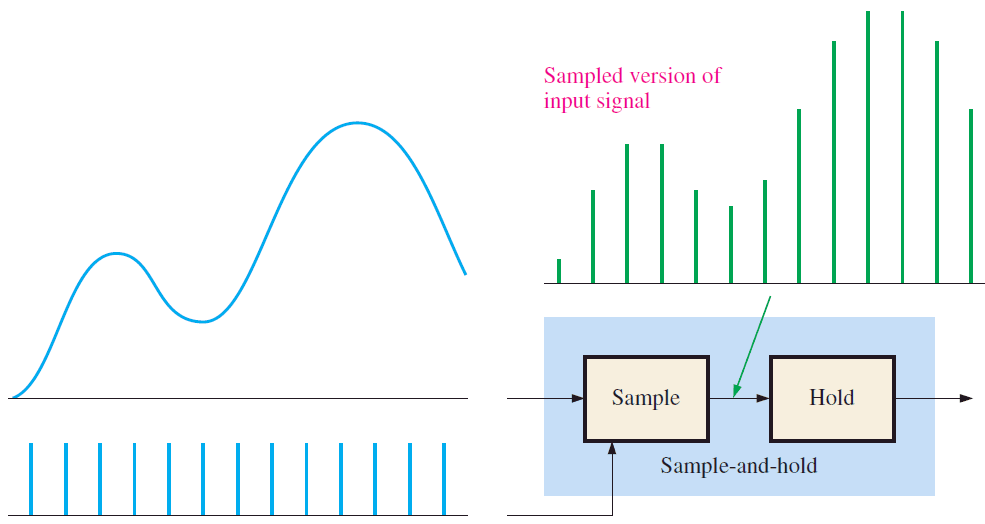 Sampled version of
input signal
Sample
Hold
Sample-and-hold